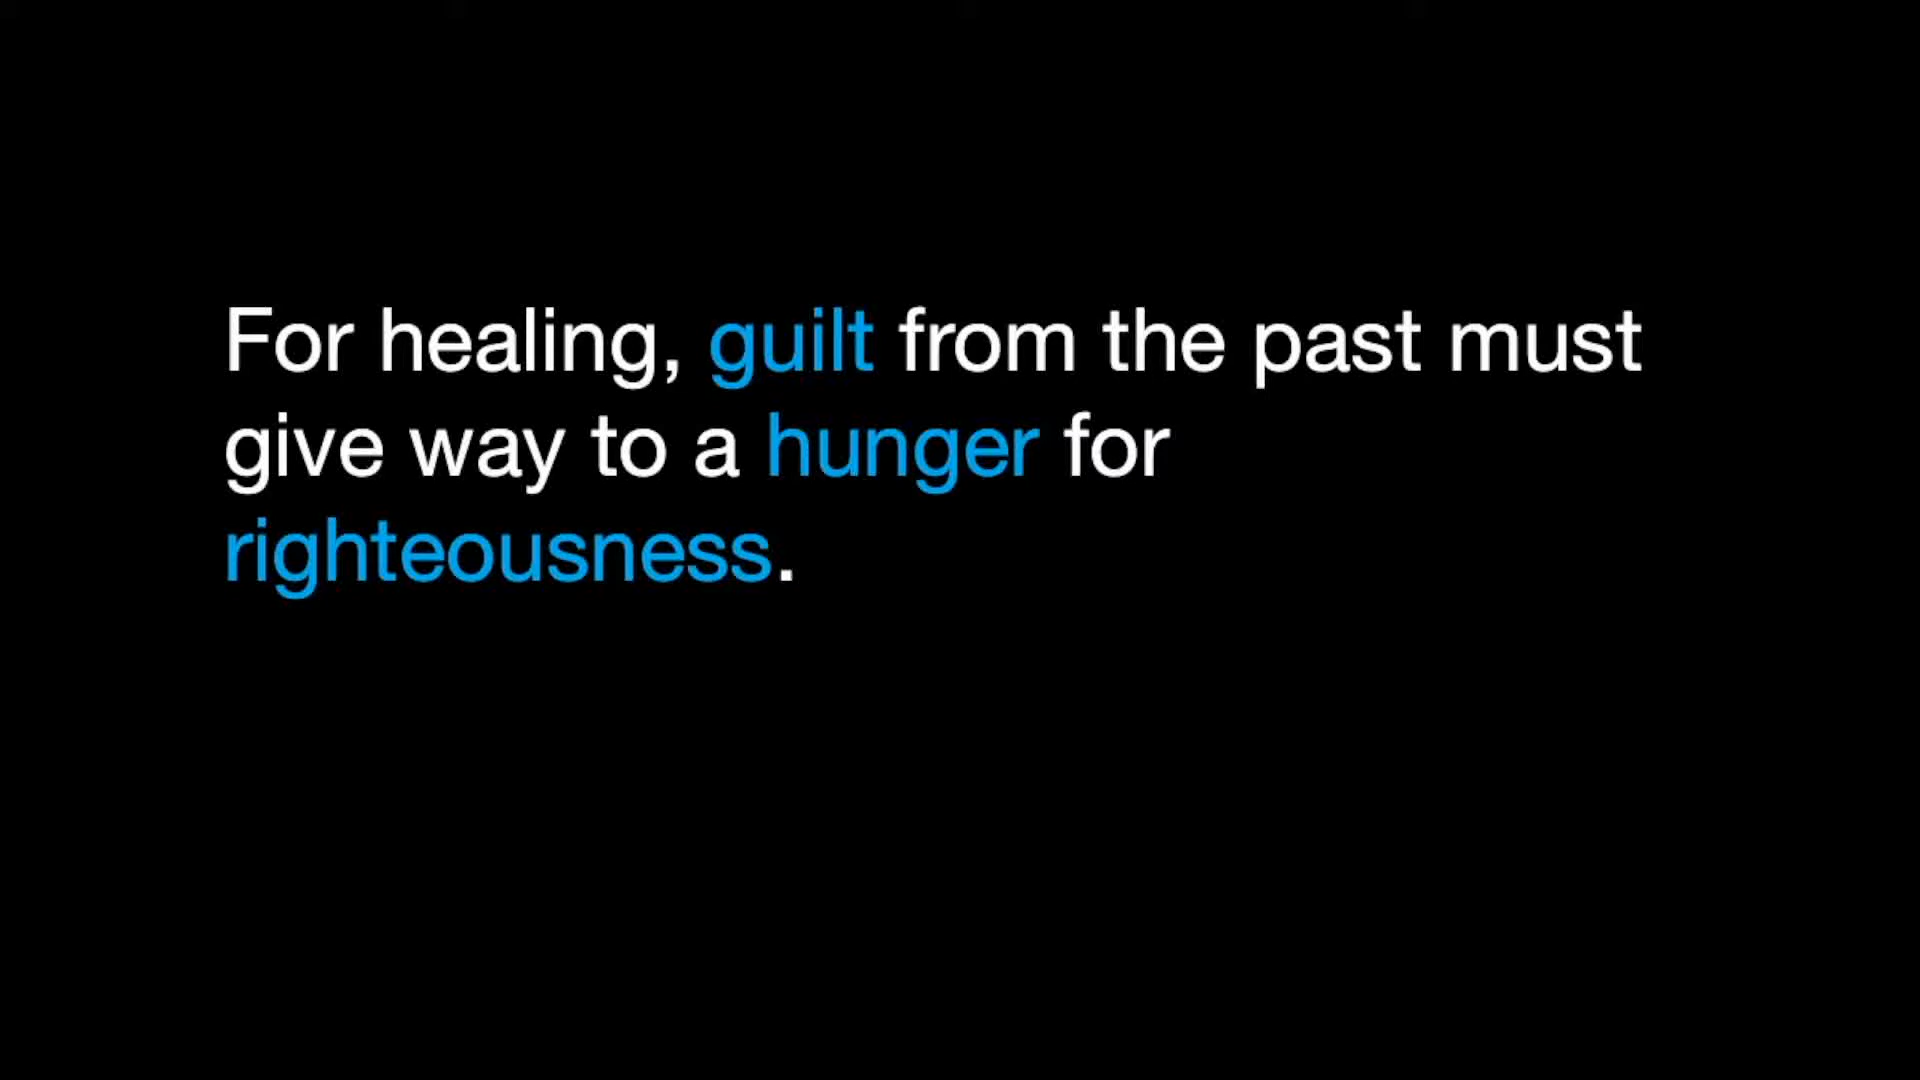 For healing, guilt from the past must
give way to a hunger for
righteousness.